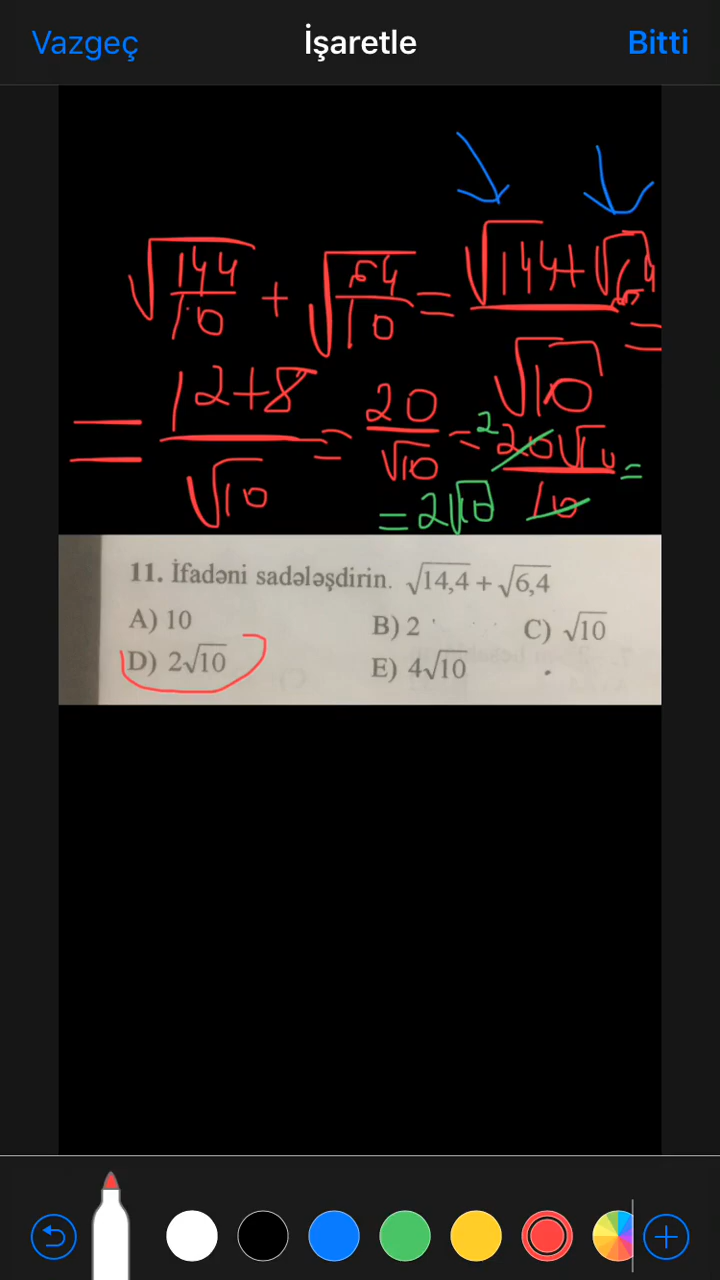 Vazgeç İşaretle Bitti
√144/10 + √64/10 = √144+√64/√10 =
= 12+8/√10 = 20/√10 = 2 20√10/10 =
= 2√10
11. İfadəni sadələşdirin. √14,4 + √6,4
A) 10 B) 2 C) √10
D) 2√10 E) 4√10